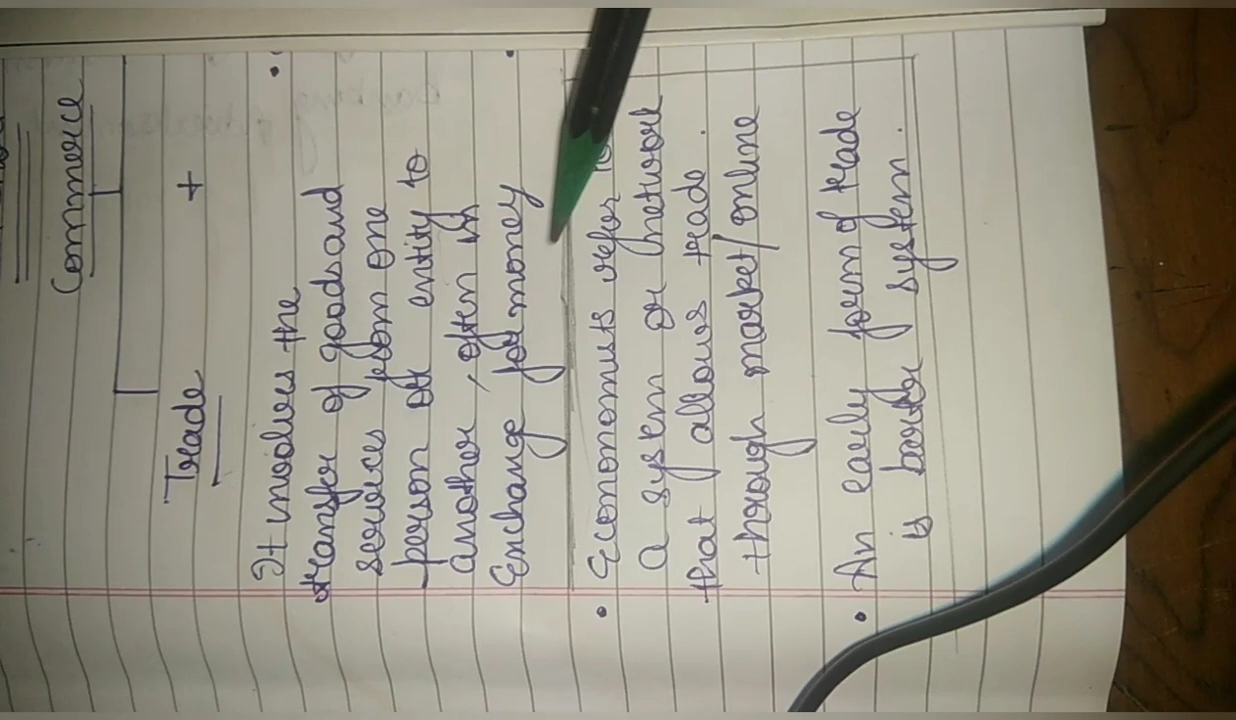 Commerce
Trade +
It involves the
transfer of goods and
services from one
person or entity to
another, often in
Exchange for money
• Economists refer to
a system or network
that allows trade
through market/online
• An early form of trade
is barter system.